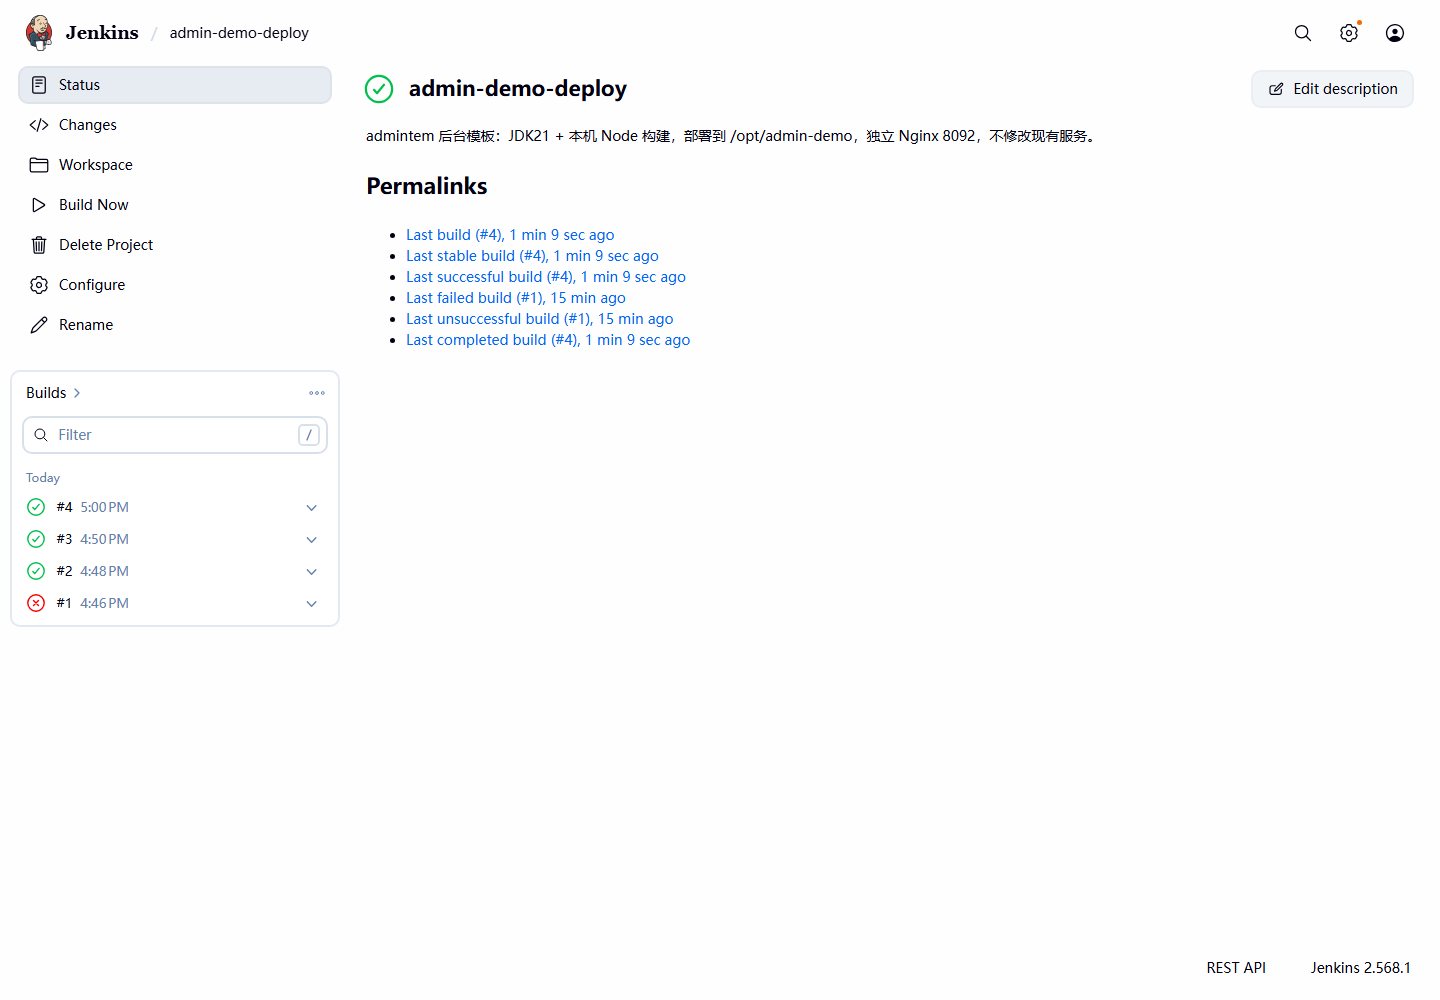 Jenkins / admin-demo-deploy
Status
Changes
Workspace
Build Now
Delete Project
Configure
Rename
Builds
Filter /
Today
#4 5:00 PM
#3 4:50 PM
#2 4:48 PM
#1 4:46 PM
admin-demo-deploy
Edit description
admintem 后台模板：JDK21 + 本机 Node 构建，部署到 /opt/admin-demo，独立 Nginx 8092，不修改现有服务。
Permalinks
Last build (#4), 1 min 9 sec ago
Last stable build (#4), 1 min 9 sec ago
Last successful build (#4), 1 min 9 sec ago
Last failed build (#1), 15 min ago
Last unsuccessful build (#1), 15 min ago
Last completed build (#4), 1 min 9 sec ago
REST API
Jenkins 2.568.1